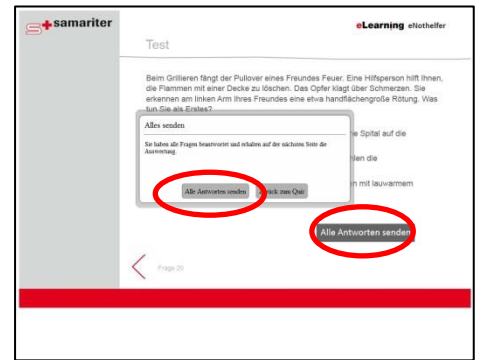 samariter
eLearning eNothelfer
Test
Beim Grillieren fängt der Pullover eines Freundes Feuer. Eine Hilfsperson hilft Ihnen,
die Flammen mit einer Decke zu löschen. Das Opfer klagt über Schmerzen. Sie
erkennen am linken Arm Ihres Freundes eine etwa handflächengroße Rötung. Was
tun Sie als Erstes?
Alles senden
Sie haben alle Fragen beantwortet und erhalten auf der nächsten Seite die
Auswertung.
Alle Antworten senden
Zurück zum Quiz
e Spital auf die
len die
n mit lauwarmem
Alle Antworten senden
Frage 20